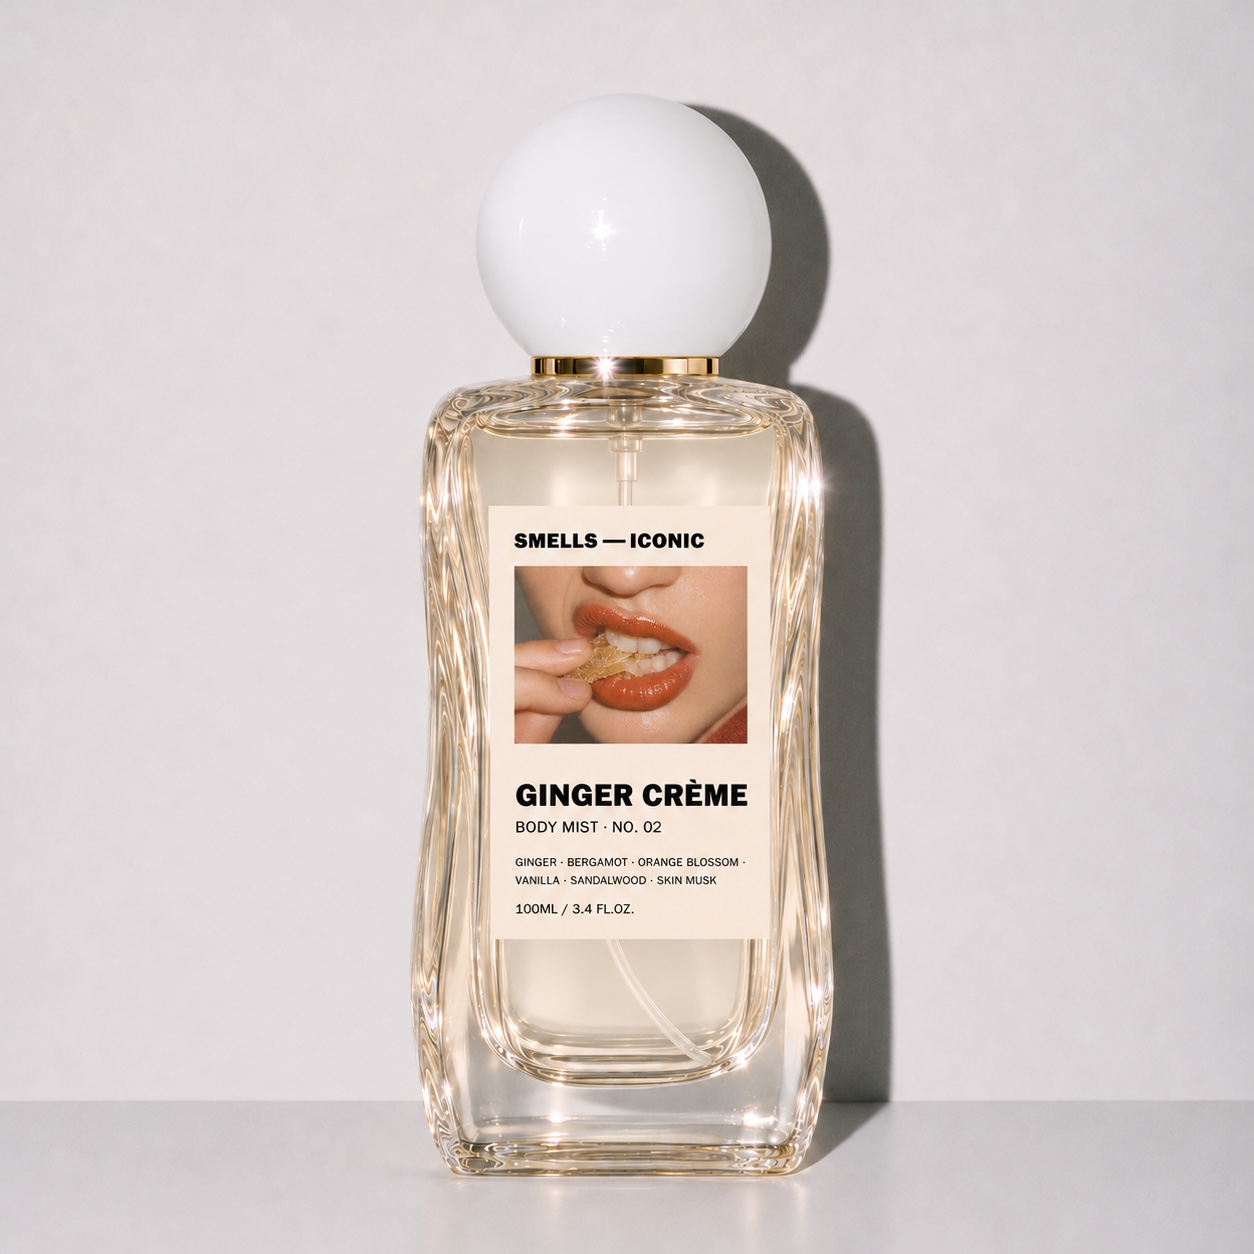 SMELLS — ICONIC
GINGER CRÈME
BODY MIST · NO. 02
GINGER · BERGAMOT · ORANGE BLOSSOM ·
VANILLA · SANDALWOOD · SKIN MUSK
100ML / 3.4 FL.OZ.